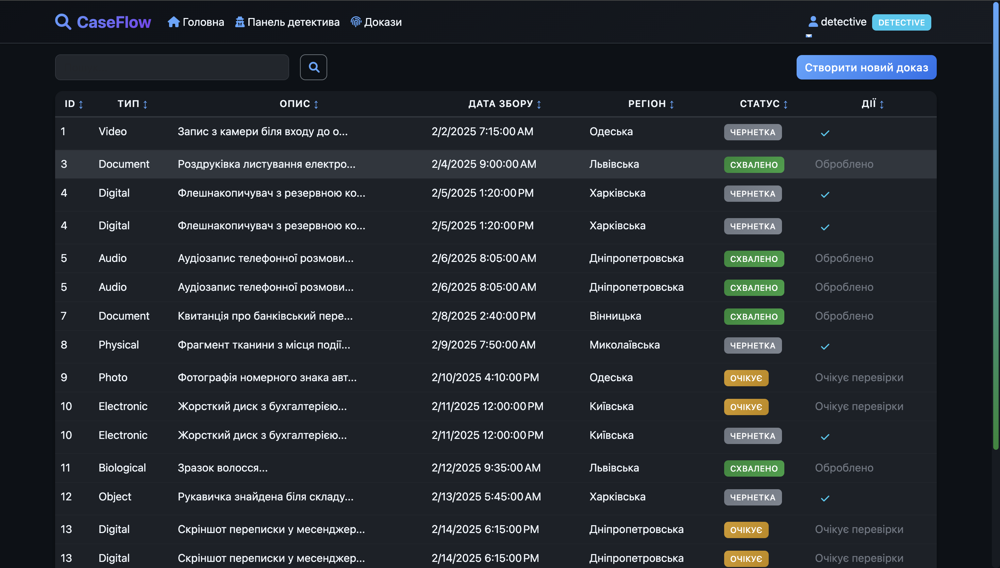 CaseFlow Головна Панель детектива Докази detective DETECTIVE
Створити новий доказ
ID ТИП ОПИС ДАТА ЗБОРУ РЕГІОН СТАТУС ДІЇ
1 Video Запис з камери біля входу до о... 2/2/2025 7:15:00 AM Одеська ЧЕРНЕТКА
3 Document Роздруківка листування електро... 2/4/2025 9:00:00 AM Львівська СХВАЛЕНО Оброблено
4 Digital Флешнакопичувач з резервною ко... 2/5/2025 1:20:00 PM Харківська ЧЕРНЕТКА
4 Digital Флешнакопичувач з резервною ко... 2/5/2025 1:20:00 PM Харківська ЧЕРНЕТКА
5 Audio Аудіозапис телефонної розмови... 2/6/2025 8:05:00 AM Дніпропетровська СХВАЛЕНО Оброблено
5 Audio Аудіозапис телефонної розмови... 2/6/2025 8:05:00 AM Дніпропетровська СХВАЛЕНО Оброблено
7 Document Квитанція про банківський пере... 2/8/2025 2:40:00 PM Вінницька СХВАЛЕНО Оброблено
8 Physical Фрагмент тканини з місця події... 2/9/2025 7:50:00 AM Миколаївська ЧЕРНЕТКА
9 Photo Фотографія номерного знака авт... 2/10/2025 4:10:00 PM Одеська ОЧІКУЄ Очікує перевірки
10 Electronic Жорсткий диск з бухгалтерією... 2/11/2025 12:00:00 PM Київська ОЧІКУЄ Очікує перевірки
10 Electronic Жорсткий диск з бухгалтерією... 2/11/2025 12:00:00 PM Київська ЧЕРНЕТКА
11 Biological Зразок волосся... 2/12/2025 9:35:00 AM Львівська СХВАЛЕНО Оброблено
12 Object Рукавичка знайдена біля складу... 2/13/2025 5:45:00 AM Харківська ЧЕРНЕТКА
13 Digital Скріншот переписки у месенджер... 2/14/2025 6:15:00 PM Дніпропетровська ОЧІКУЄ Очікує перевірки
13 Digital Скріншот переписки у месенджер... 2/14/2025 6:15:00 PM Дніпропетровська ОЧІКУЄ Очікує перевірки